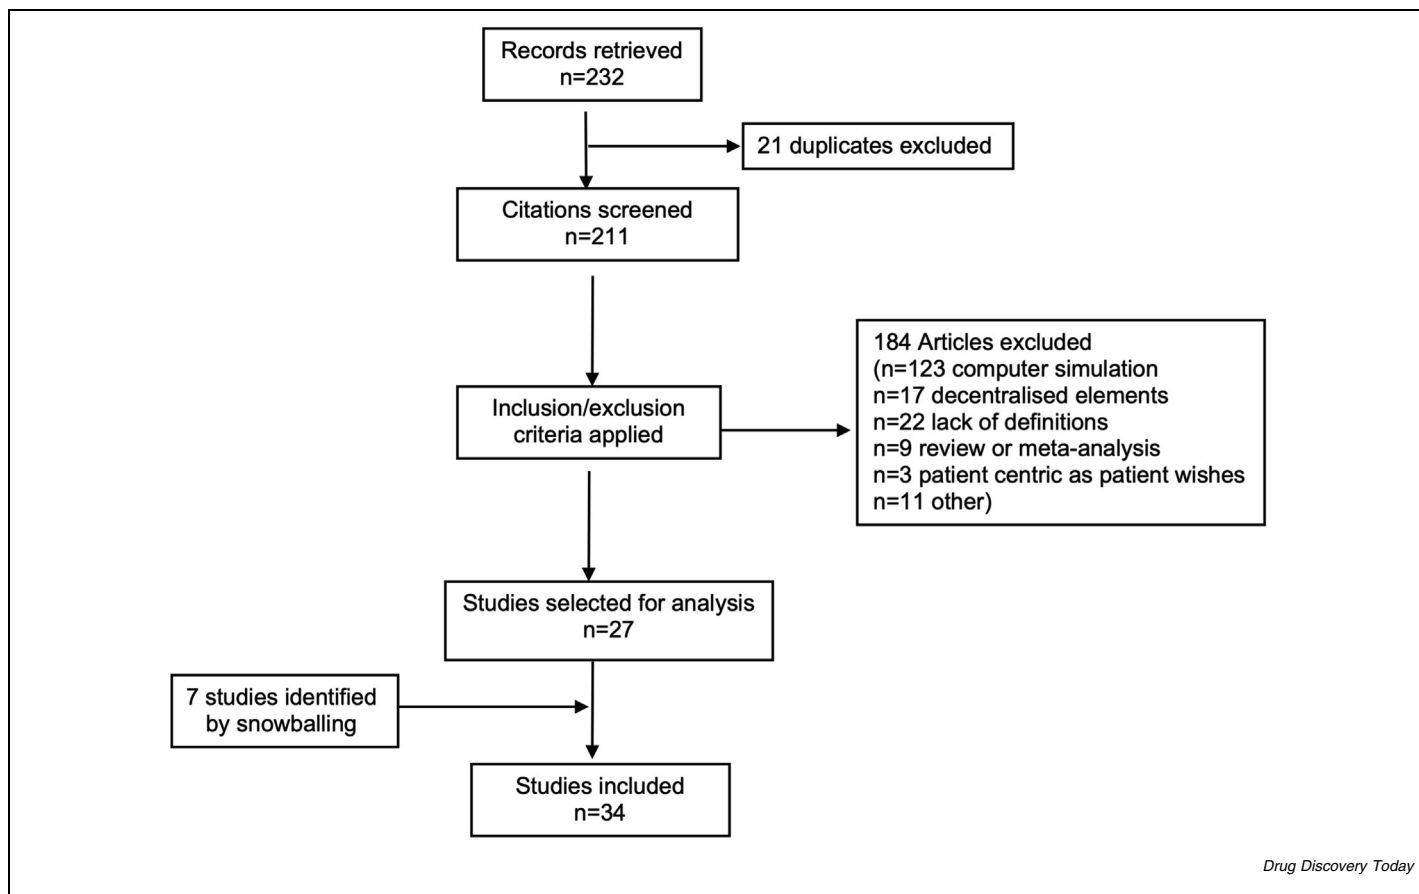 Records retrieved
n=232
21 duplicates excluded
Citations screened
n=211
184 Articles excluded
(n=123 computer simulation
n=17 decentralised elements
n=22 lack of definitions
n=9 review or meta-analysis
n=3 patient centric as patient wishes
n=11 other)
Inclusion/exclusion
criteria applied
Studies selected for analysis
n=27
7 studies identified
by snowballing
Studies included
n=34
Drug Discovery Today